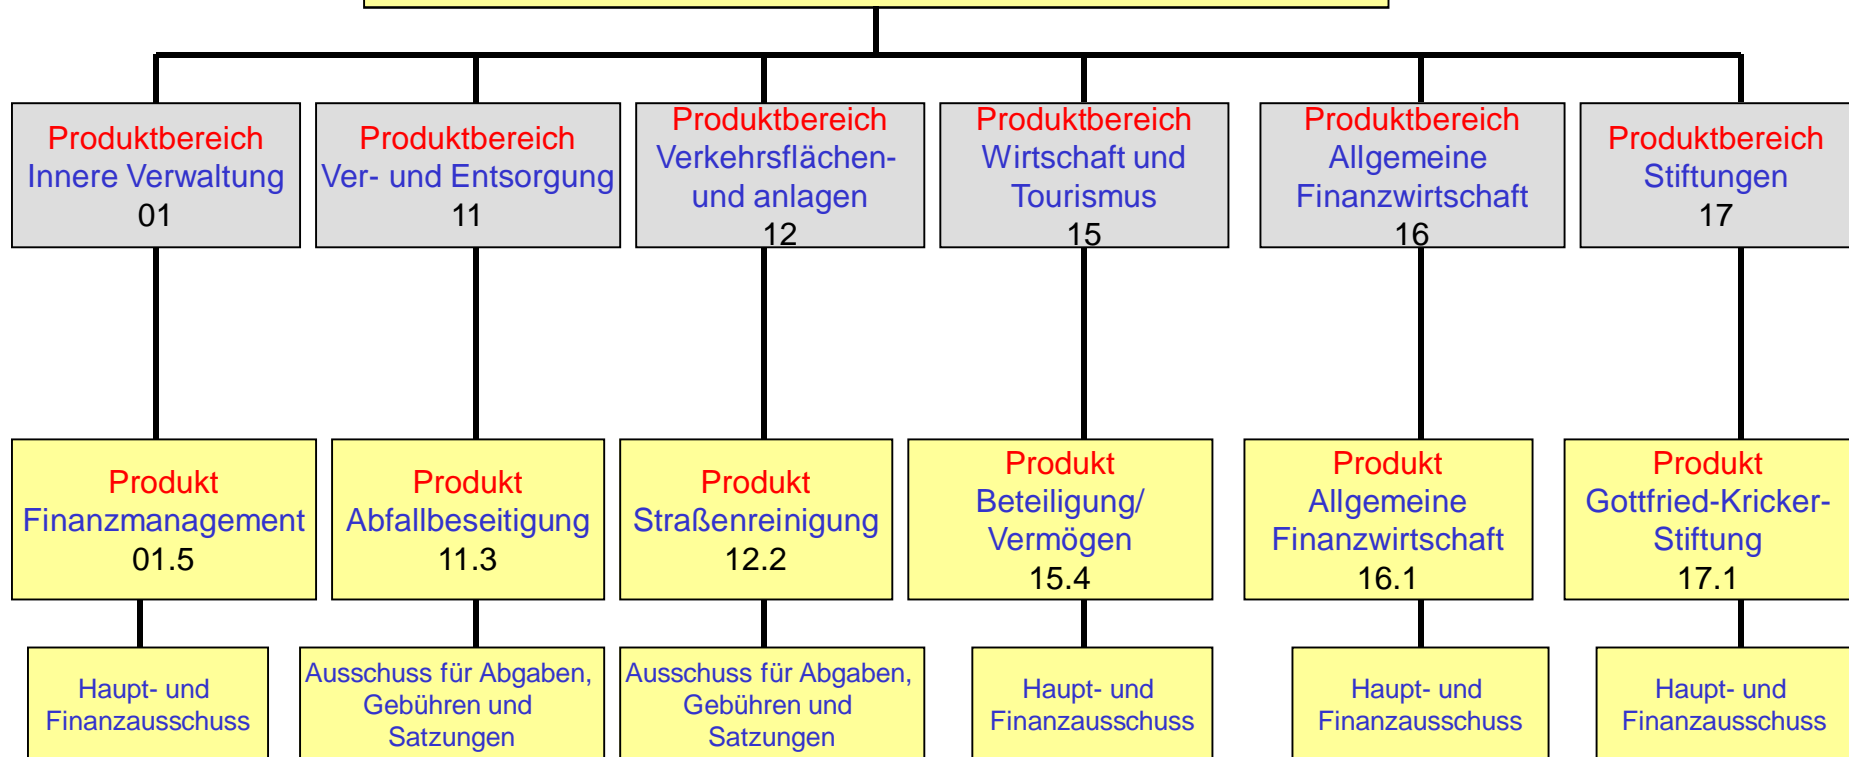 Produktbereich
Innere Verwaltung
01
Produktbereich
Ver- und Entsorgung
11
Produktbereich
Verkehrsflächen-
und anlagen
12
Produktbereich
Wirtschaft und
Tourismus
15
Produktbereich
Allgemeine
Finanzwirtschaft
16
Produktbereich
Stiftungen
17
Produkt
Finanzmanagement
01.5
Produkt
Abfallbeseitigung
11.3
Produkt
Straßenreinigung
12.2
Produkt
Beteiligung/
Vermögen
15.4
Produkt
Allgemeine
Finanzwirtschaft
16.1
Produkt
Gottfried-Kricker-
Stiftung
17.1
Haupt- und
Finanzausschuss
Ausschuss für Abgaben,
Gebühren und
Satzungen
Ausschuss für Abgaben,
Gebühren und
Satzungen
Haupt- und
Finanzausschuss
Haupt- und
Finanzausschuss
Haupt- und
Finanzausschuss